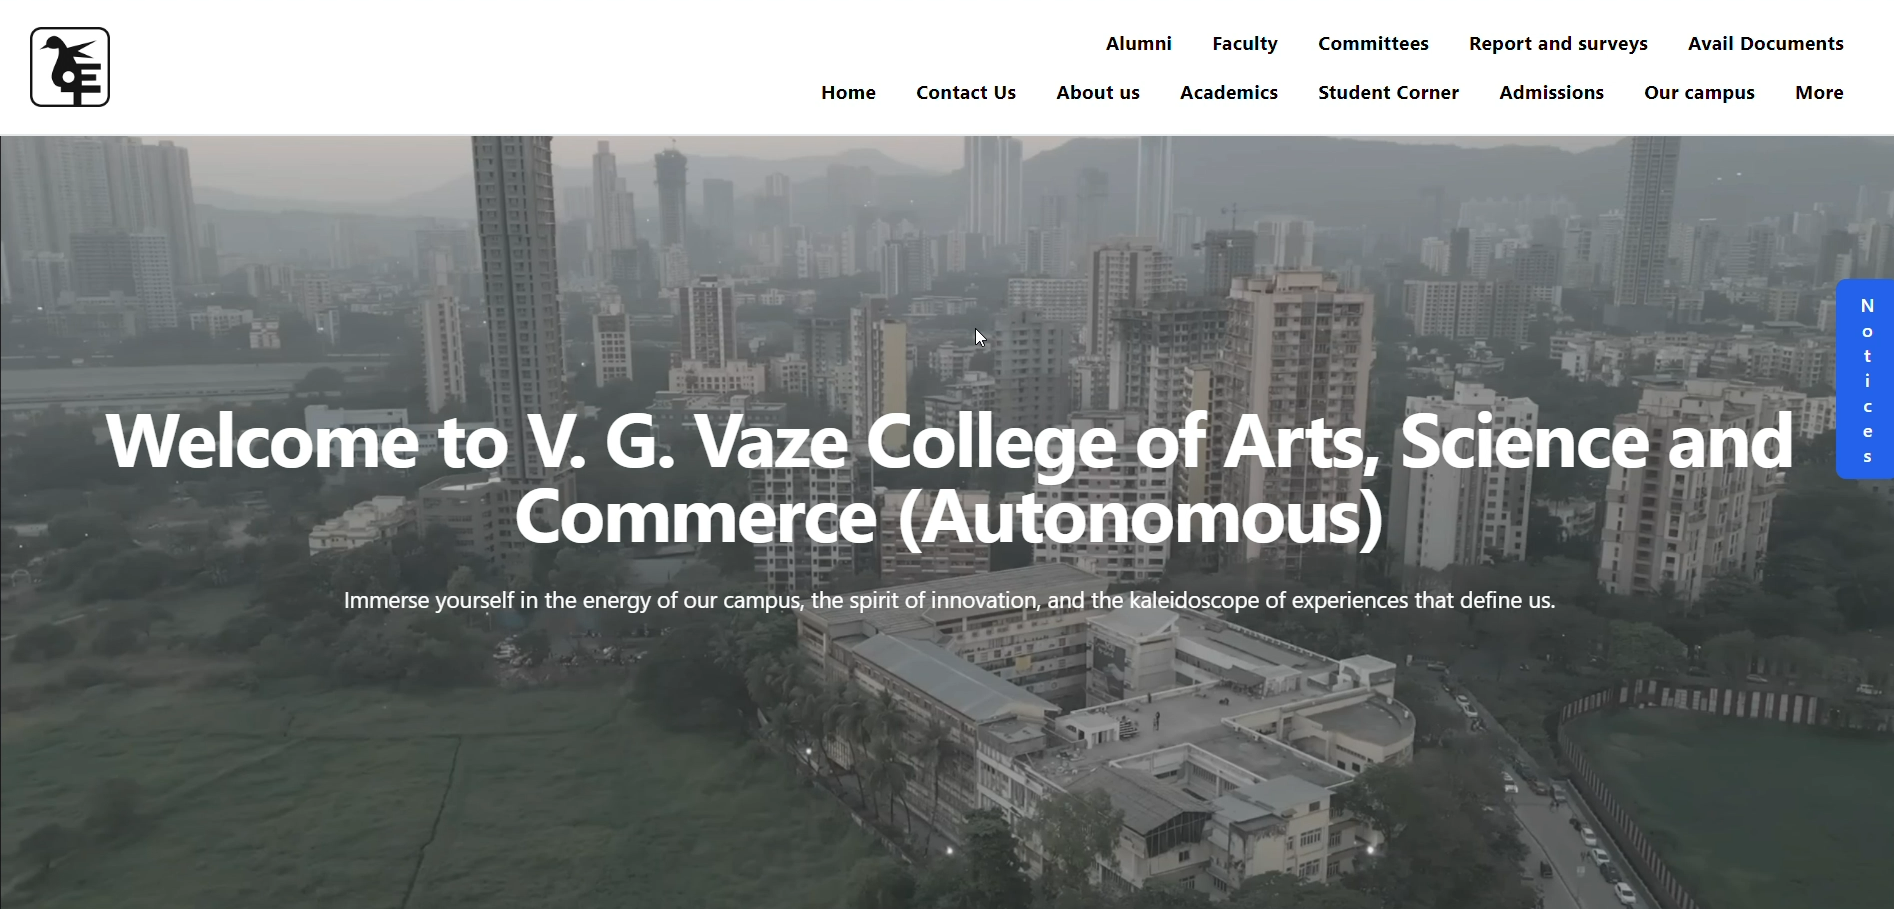 Alumni Faculty Committees Report and surveys Avail Documents
Home Contact Us About us Academics Student Corner Admissions Our campus More
Notices
Welcome to V. G. Vaze College of Arts, Science and
Commerce (Autonomous)
Immerse yourself in the energy of our campus, the spirit of innovation, and the kaleidoscope of experiences that define us.